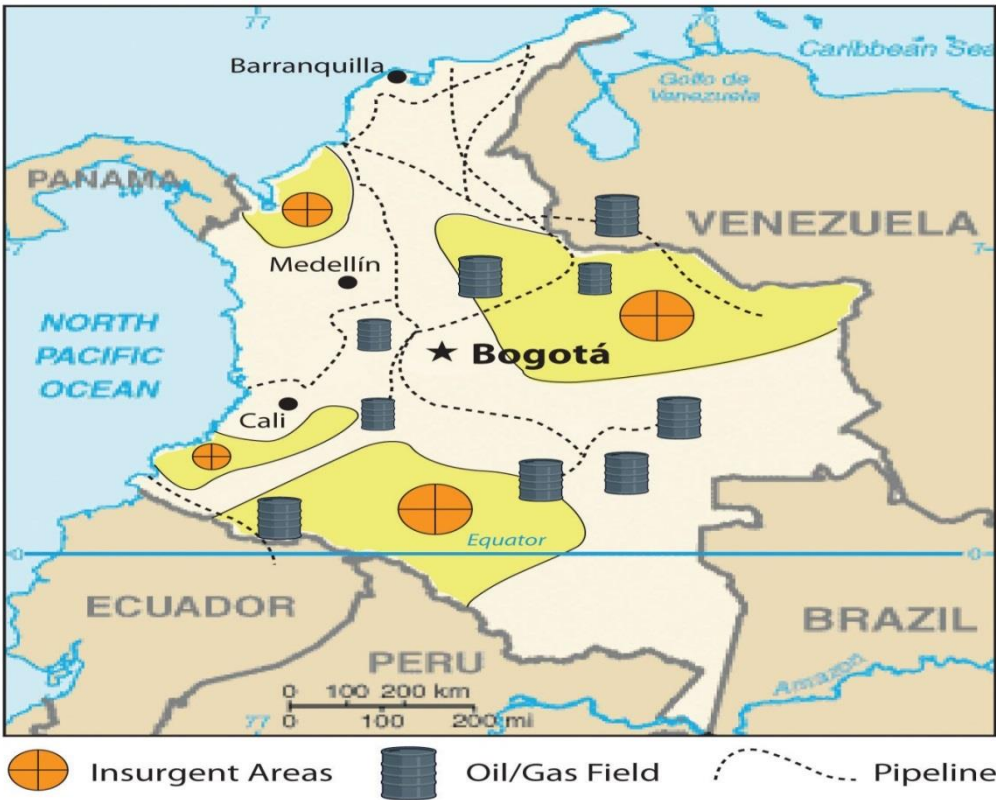 77
70
Caribbean Sea
Barranquilla
Golfo de
Venezuela
PANAMA
VENEZUELA
7
7
Medellín
NORTH
PACIFIC
OCEAN
Bogotá
Cali
Equator
0
0
ECUADOR
BRAZIL
PERU
Amazon
0 100 200 km
77
0 100 200 mi
Insurgent Areas
Oil/Gas Field
Pipeline